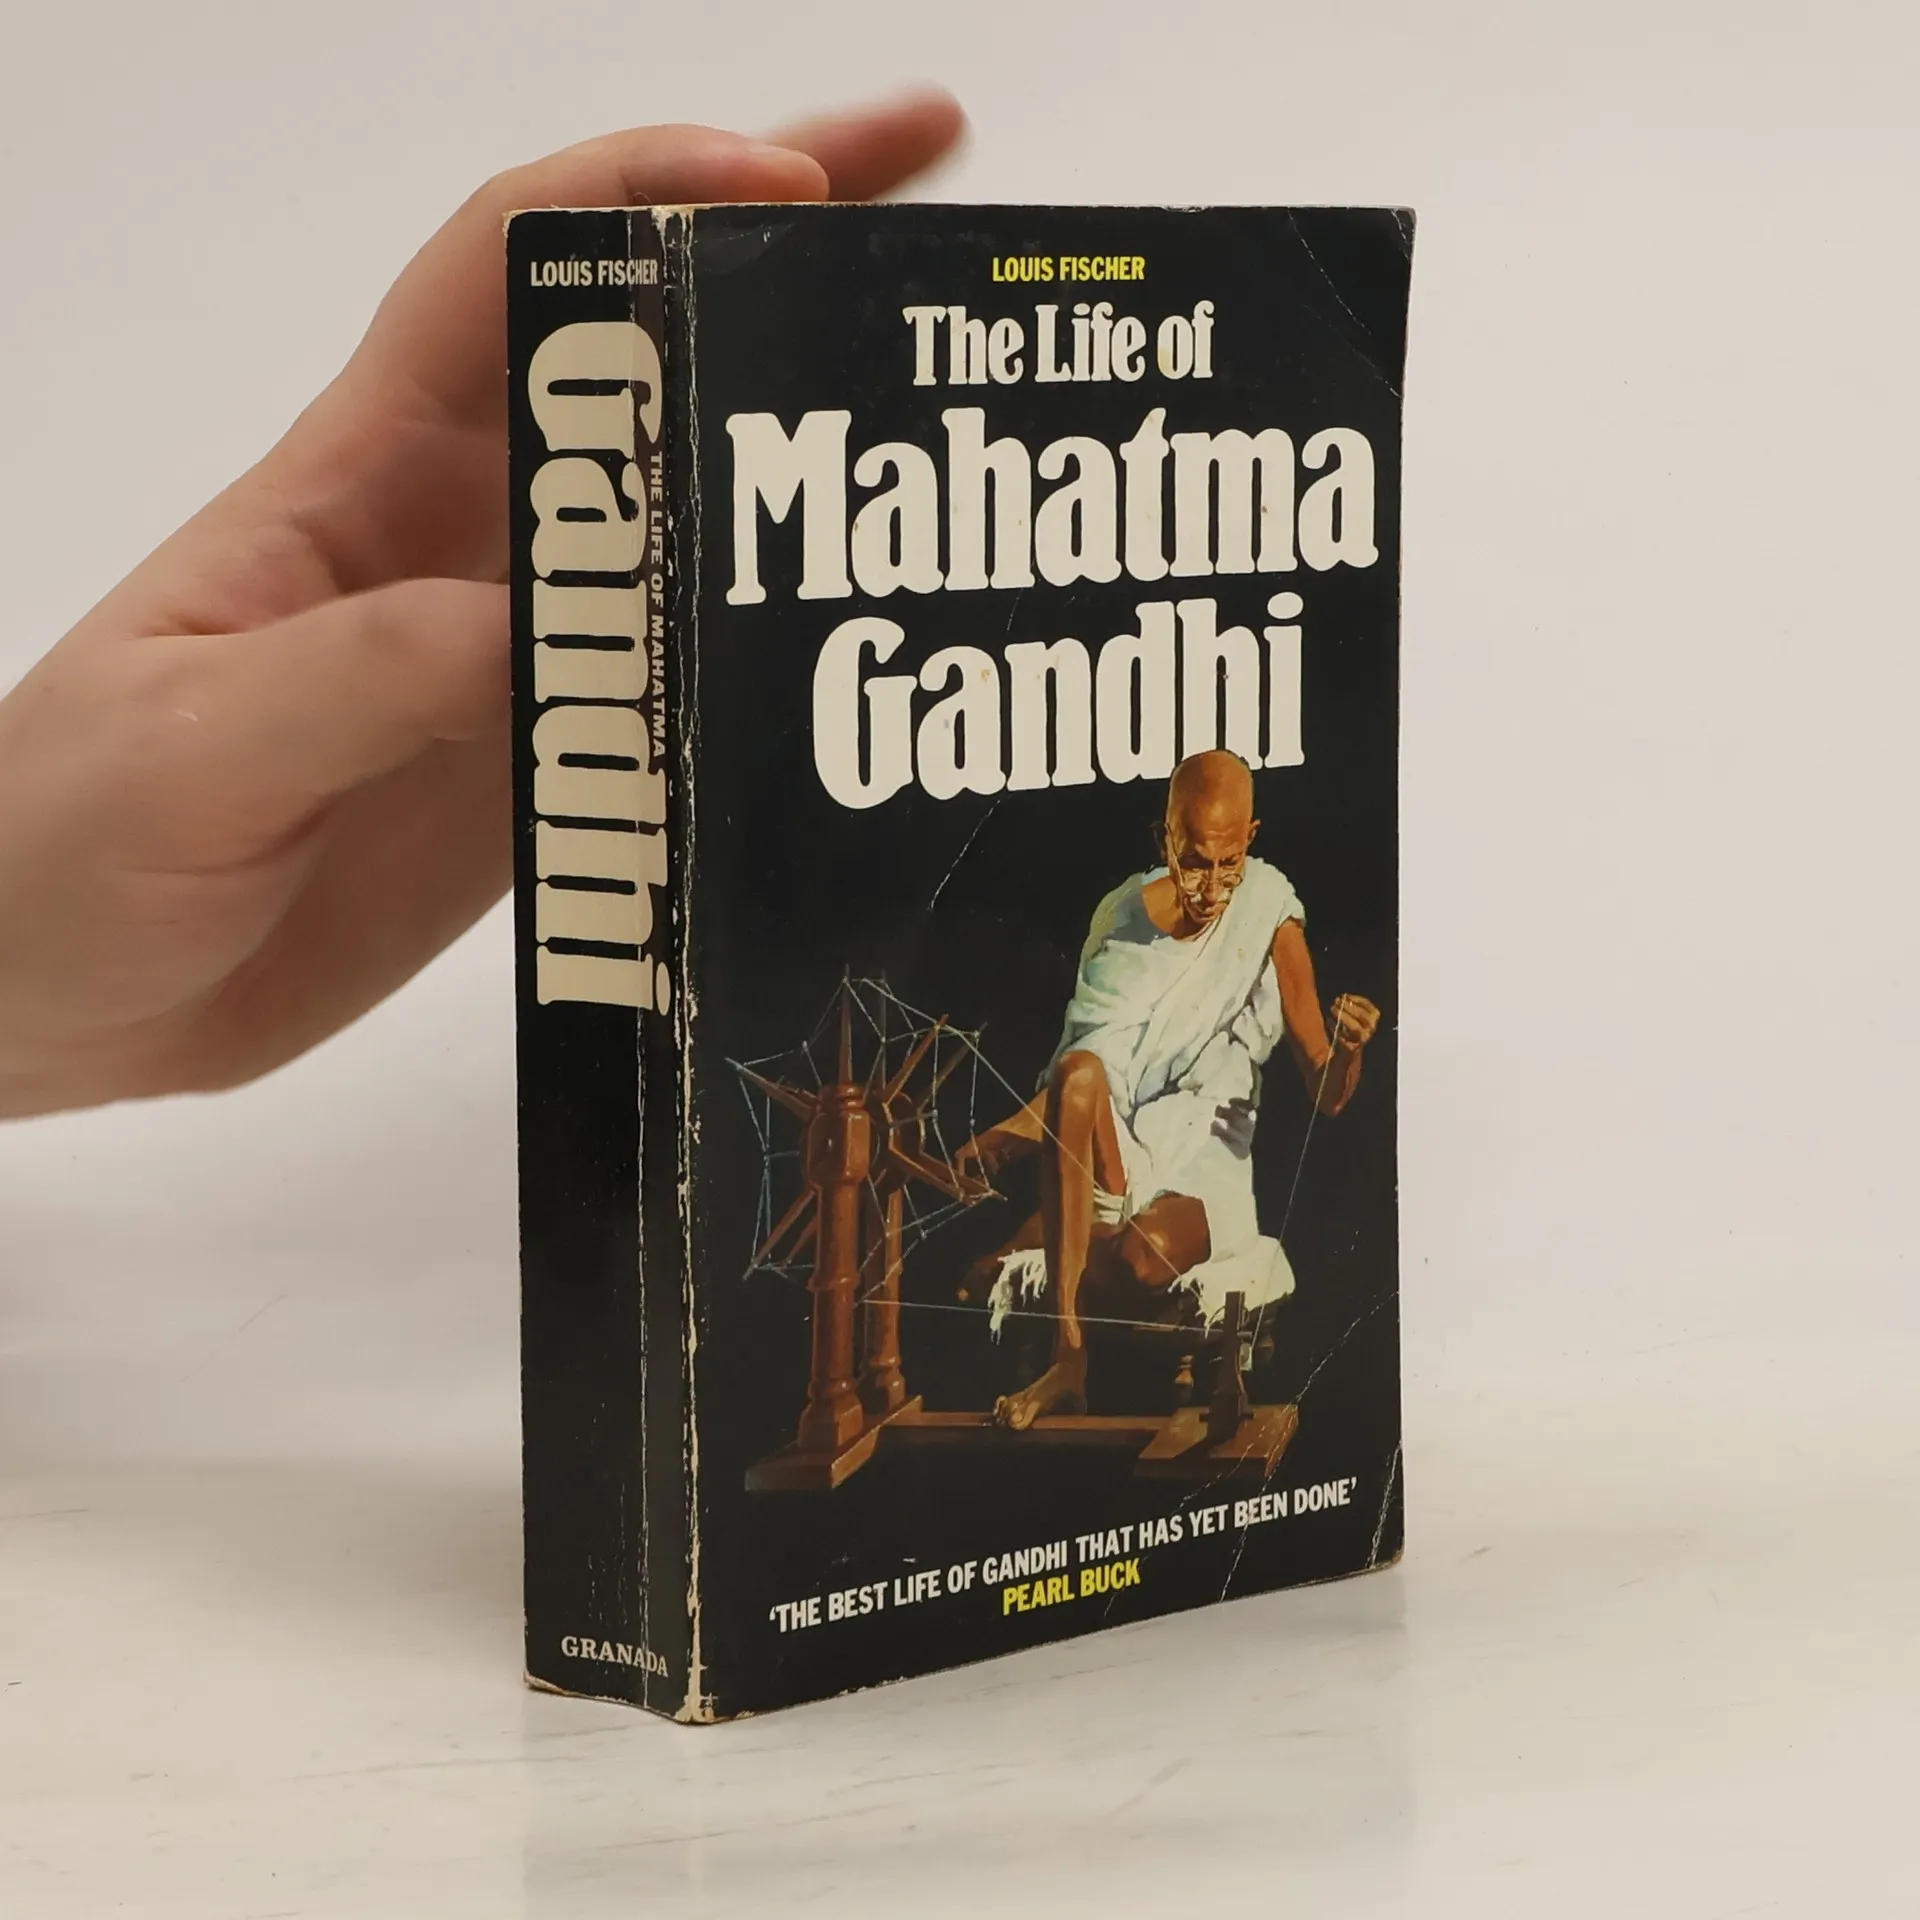 LOUIS FISCHER
Gandhi
THE LIFE OF MAHATMA
GRANADA
LOUIS FISCHER
The Life of
Mahatma
Gandhi
‘THE BEST LIFE OF GANDHI THAT HAS YET BEEN DONE’
PEARL BUCK